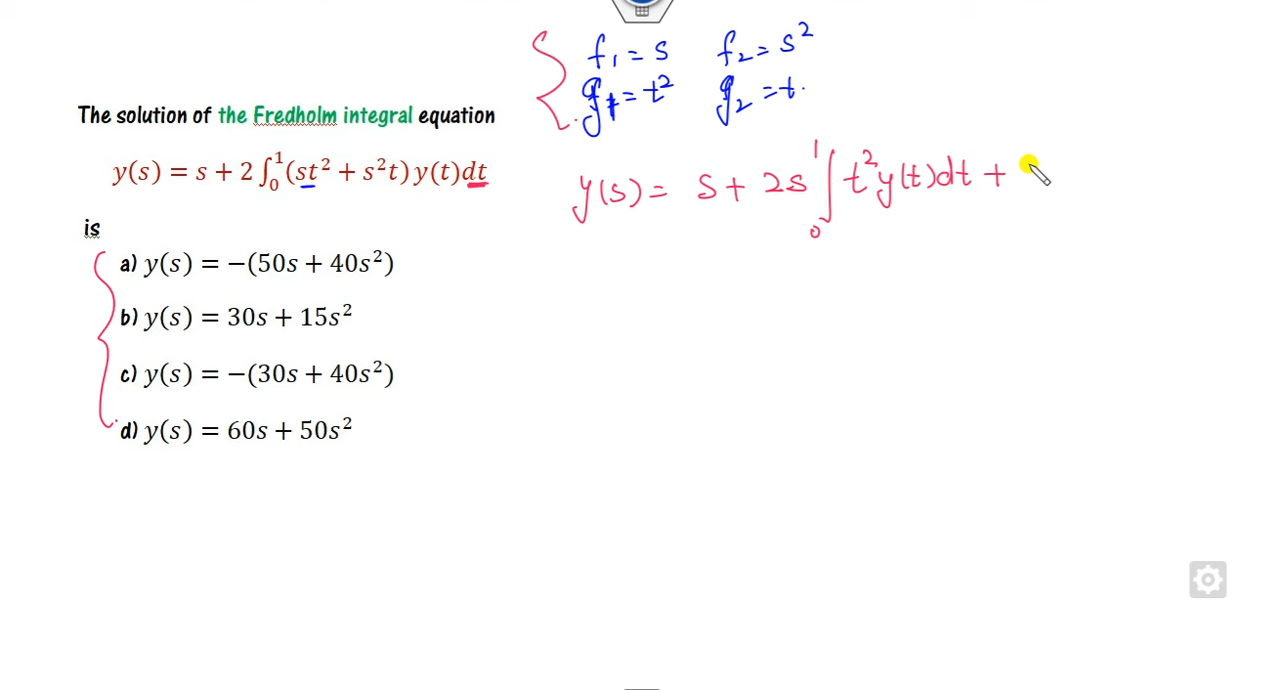 f₁ = s   f₂ = s²
g₁ = t²   g₂ = t.
The solution of the Fredholm integral equation
y(s) = s + 2 ∫₀¹ (st² + s²t) y(t)dt
y(s) = s + 2s ∫₀¹ t² y(t)dt +
is
a) y(s) = −(50s + 40s²)
b) y(s) = 30s + 15s²
c) y(s) = −(30s + 40s²)
d) y(s) = 60s + 50s²